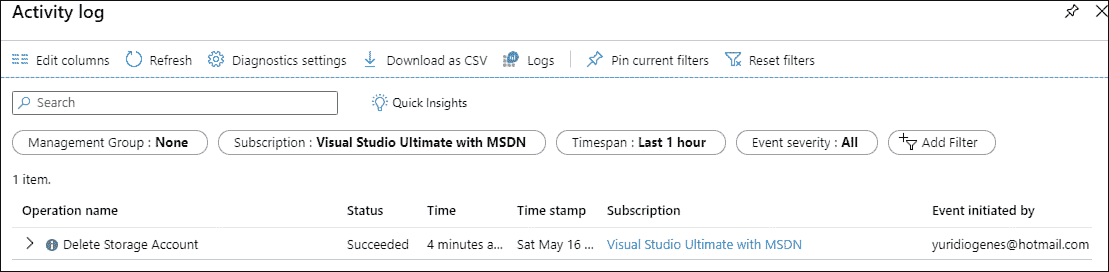 Activity log
Edit columns Refresh Diagnostics settings Download as CSV Logs Pin current filters Reset filters
Search Quick Insights
Management Group : None Subscription : Visual Studio Ultimate with MSDN Timespan : Last 1 hour Event severity : All Add Filter
1 item.
Operation name Status Time Time stamp Subscription Event initiated by
Delete Storage Account Succeeded 4 minutes a... Sat May 16 ... Visual Studio Ultimate with MSDN yuridiogenes@hotmail.com